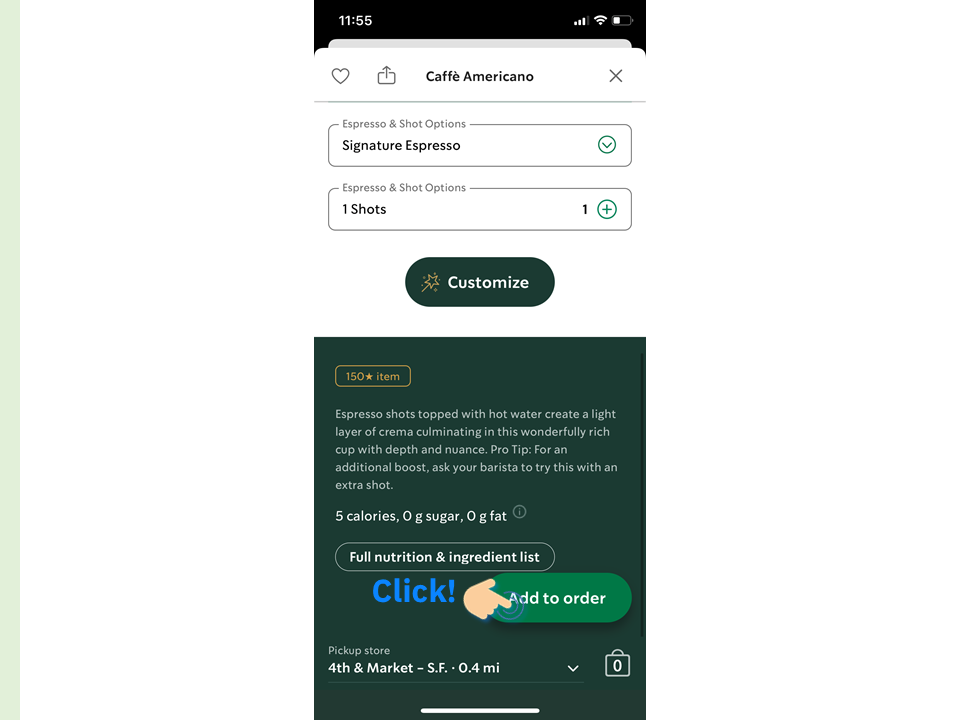 11:55
Caffè Americano
Espresso & Shot Options
Signature Espresso
Espresso & Shot Options
1 Shots 1
Customize
150★ item
Espresso shots topped with hot water create a light
layer of crema culminating in this wonderfully rich
cup with depth and nuance. Pro Tip: For an
additional boost, ask your barista to try this with an
extra shot.
5 calories, 0 g sugar, 0 g fat
Full nutrition & ingredient list
Click!
Add to order
Pickup store
4th & Market – S.F. · 0.4 mi
0